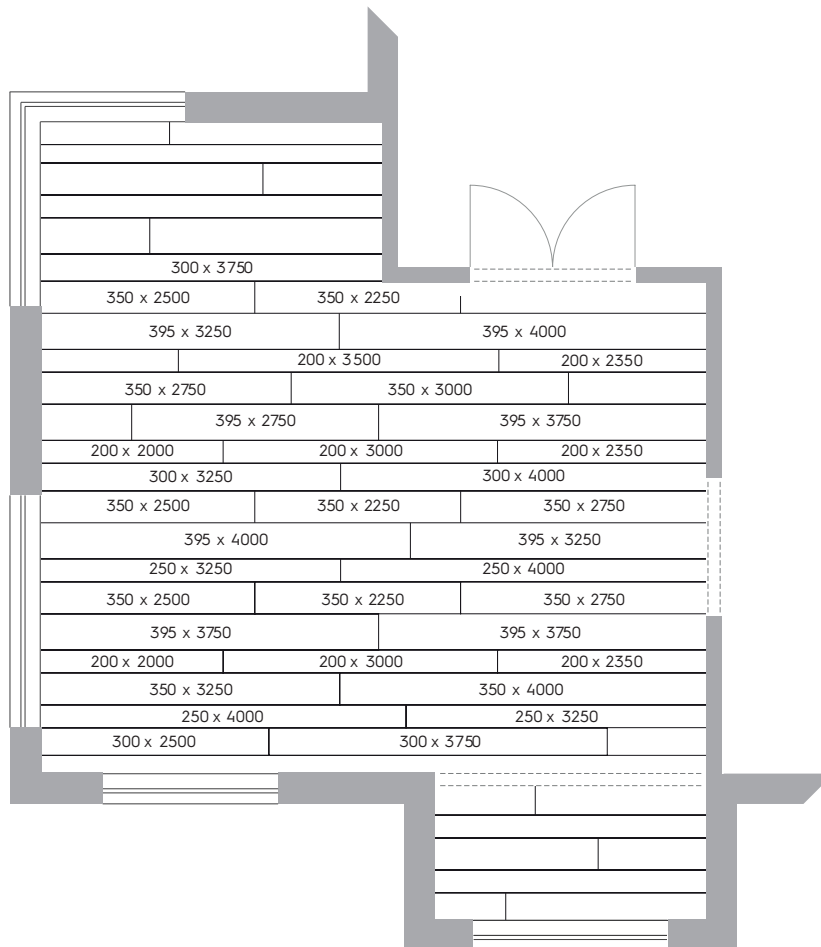 300 x 3750
350 x 2500 350 x 2250
395 x 3250 395 x 4000
200 x 3500 200 x 2350
350 x 2750 350 x 3000
395 x 2750 395 x 3750
200 x 2000 200 x 3000 200 x 2350
300 x 3250 300 x 4000
350 x 2500 350 x 2250 350 x 2750
395 x 4000 395 x 3250
250 x 3250 250 x 4000
350 x 2500 350 x 2250 350 x 2750
395 x 3750 395 x 3750
200 x 2000 200 x 3000 200 x 2350
350 x 3250 350 x 4000
250 x 4000 250 x 3250
300 x 2500 300 x 3750